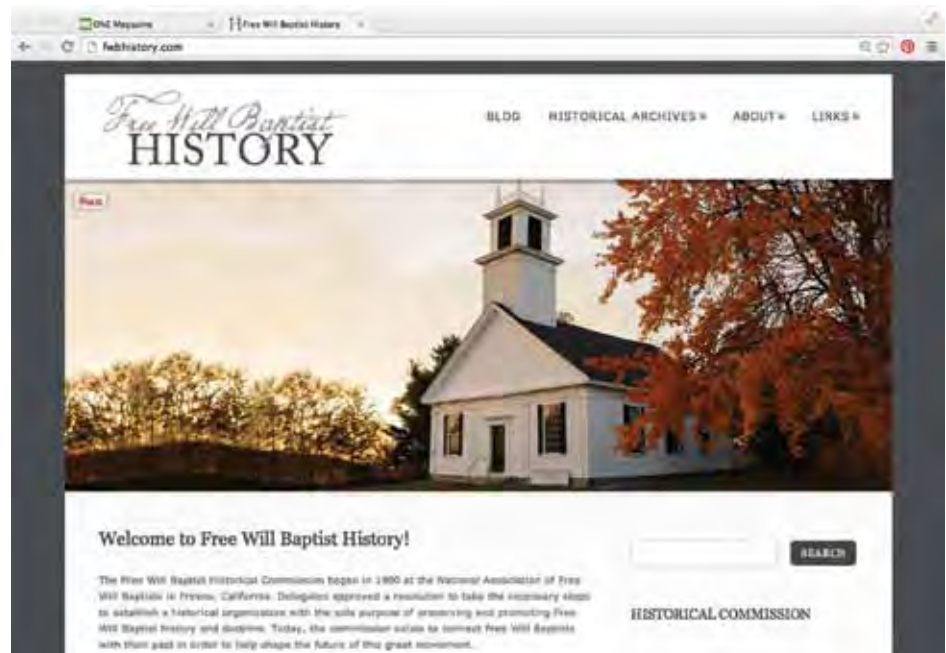 ONE Magazine
Free Will Baptist History
fwbhistory.com
Free Will Baptist
HISTORY
BLOG HISTORICAL ARCHIVES » ABOUT » LINKS »
Pin it
Welcome to Free Will Baptist History!
SEARCH
The Free Will Baptist Historical Commission began in at the National Association of Free
Will Baptists in Fresno, California. Delegates approved a resolution to take the necessary steps
to establish a historical organization with the sole purpose of preserving and promoting Free
Will Baptist history and doctrine. Today, the commission exists to connect Free Will Baptists
with their past in order to help shape the future of this great movement.
HISTORICAL COMMISSION